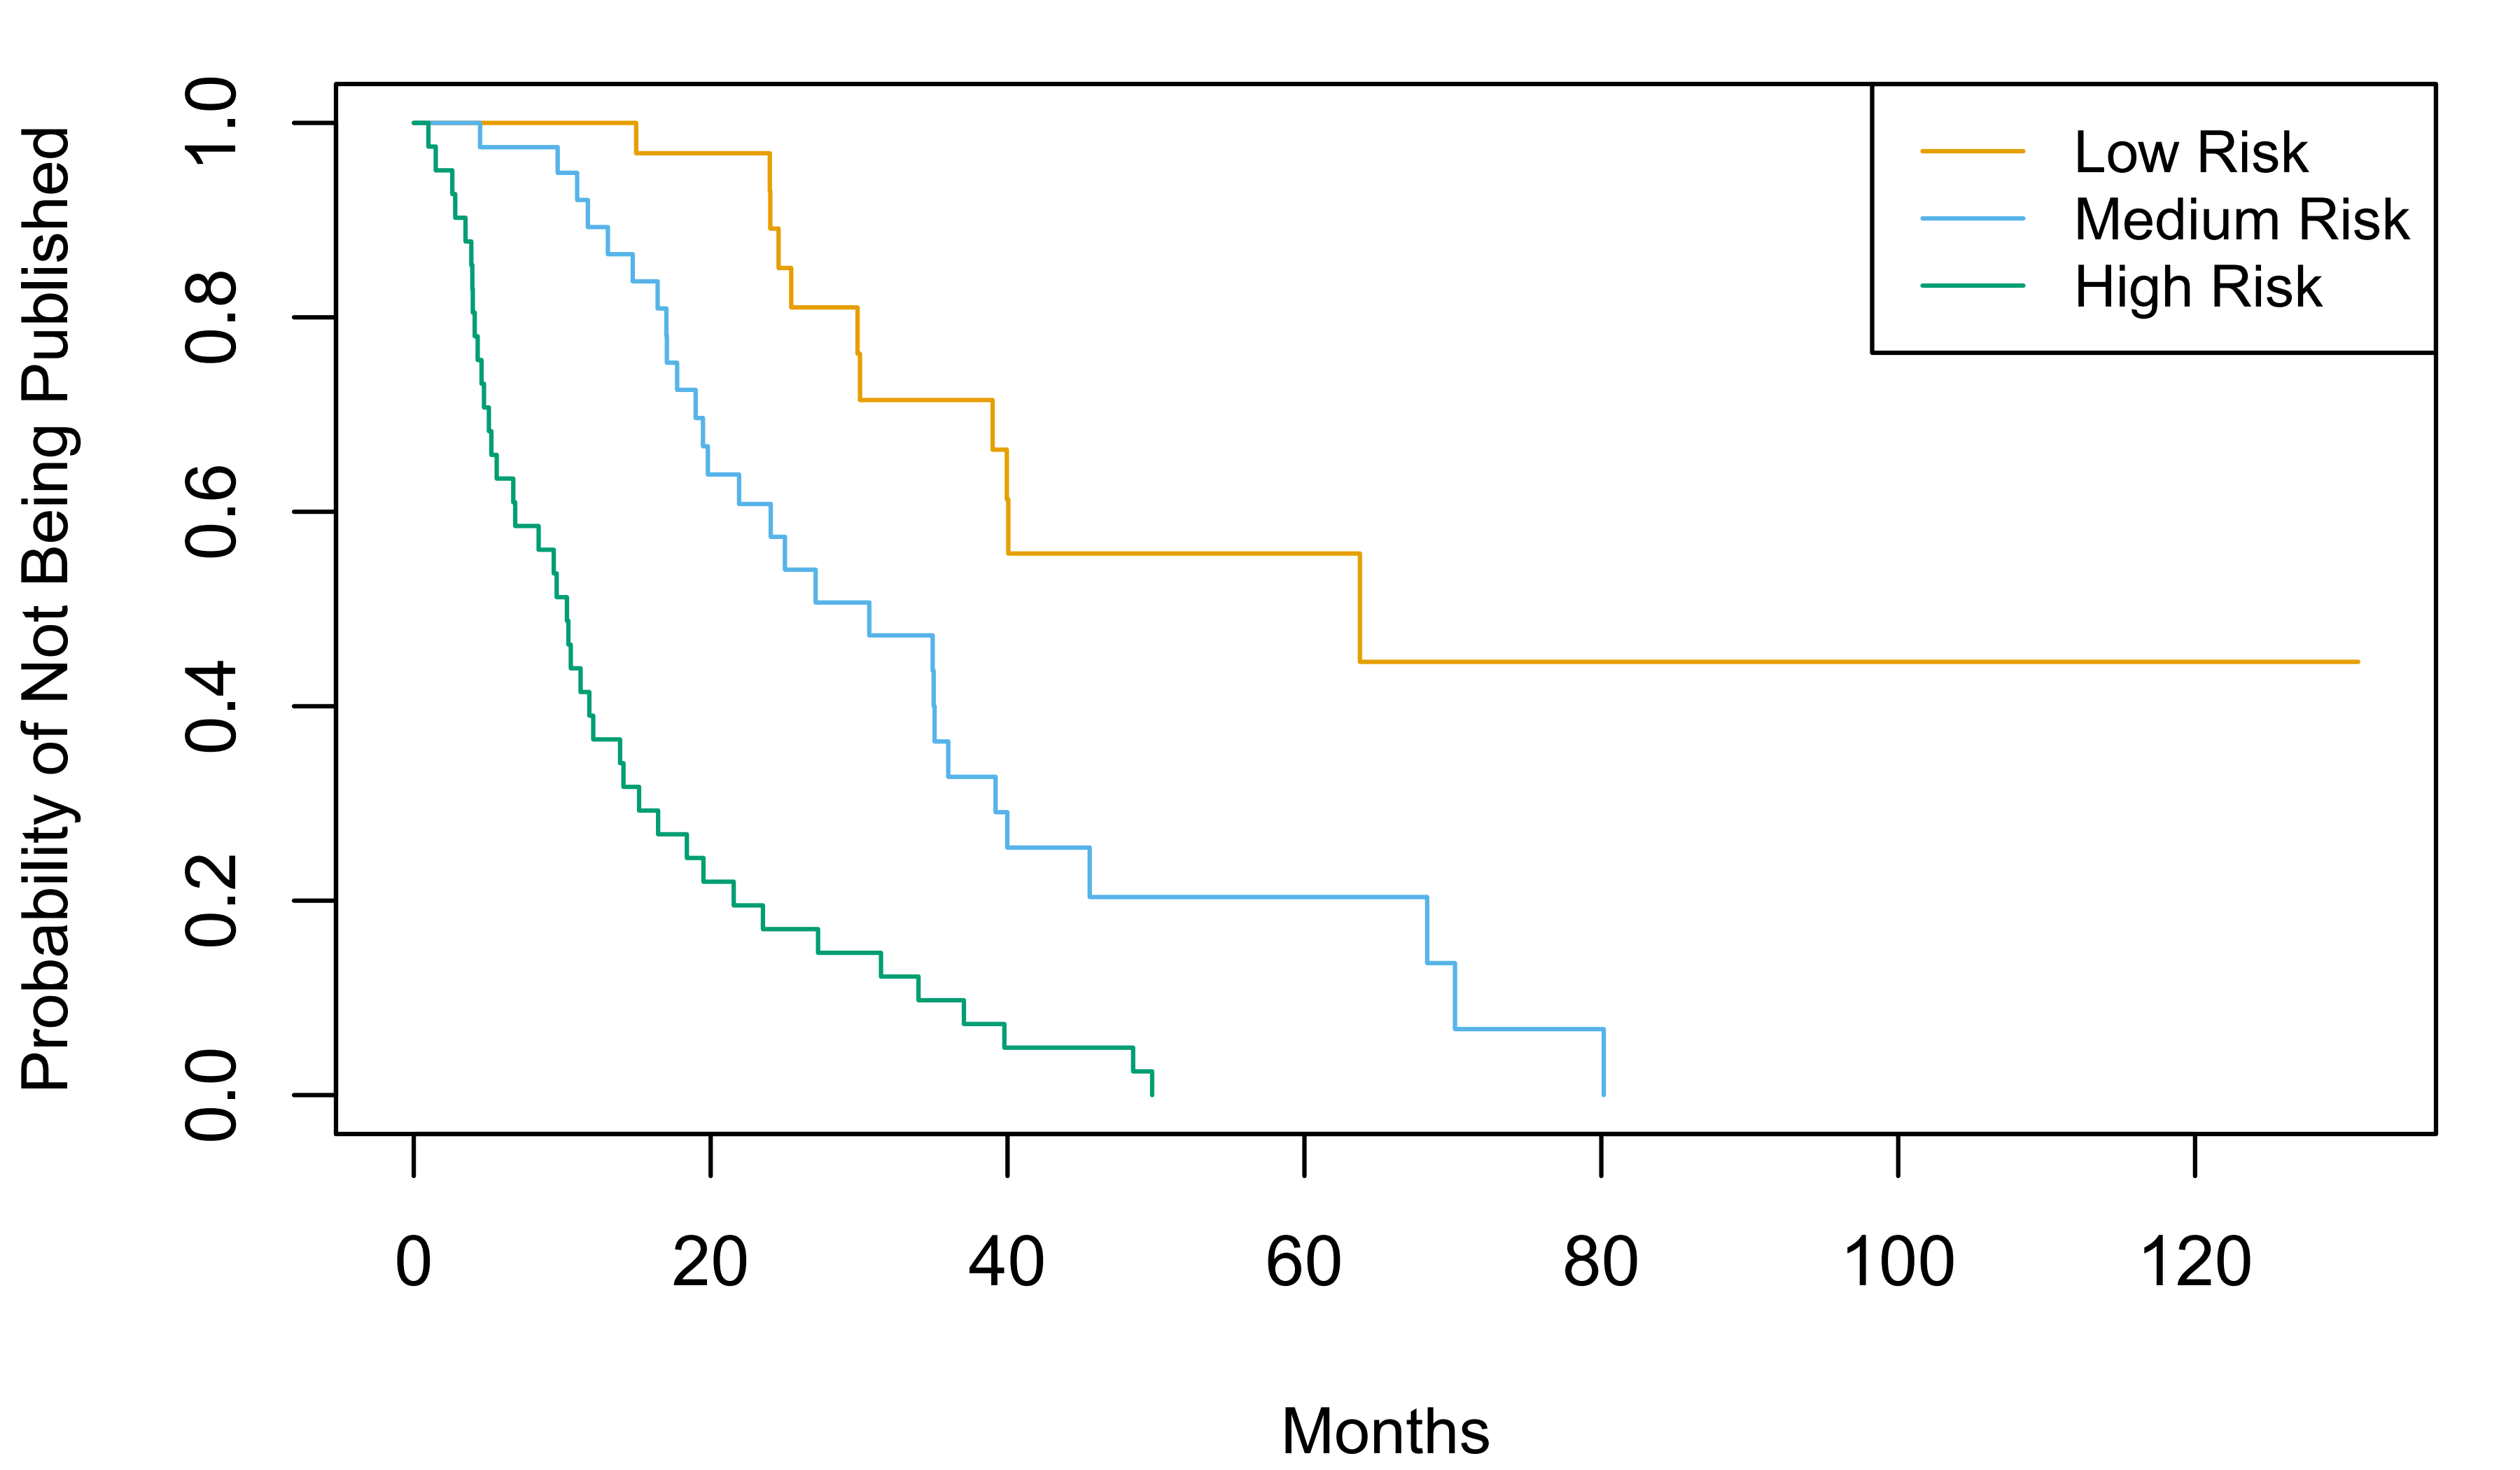 Probability of Not Being Published
1.0
0.8
0.6
0.4
0.2
0.0
Low Risk
Medium Risk
High Risk
0 20 40 60 80 100 120
Months